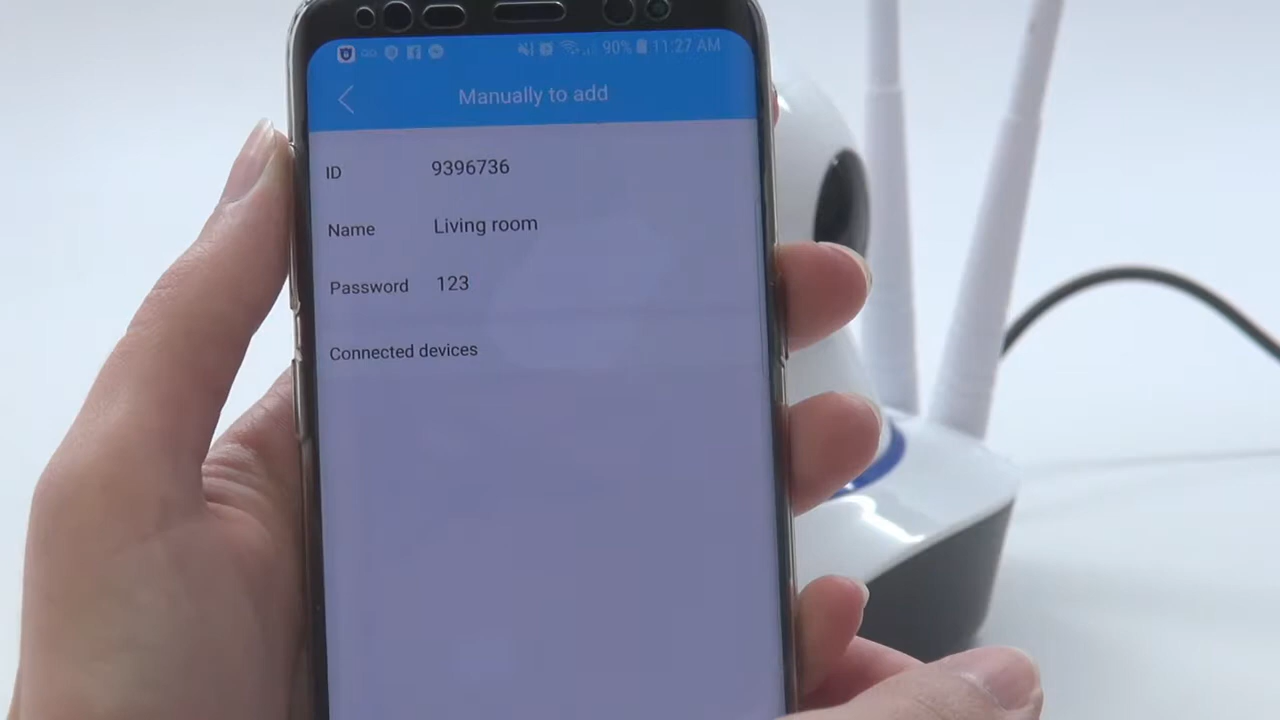 90% 11:27 AM
Manually to add
ID 9396736
Name Living room
Password 123
Connected devices